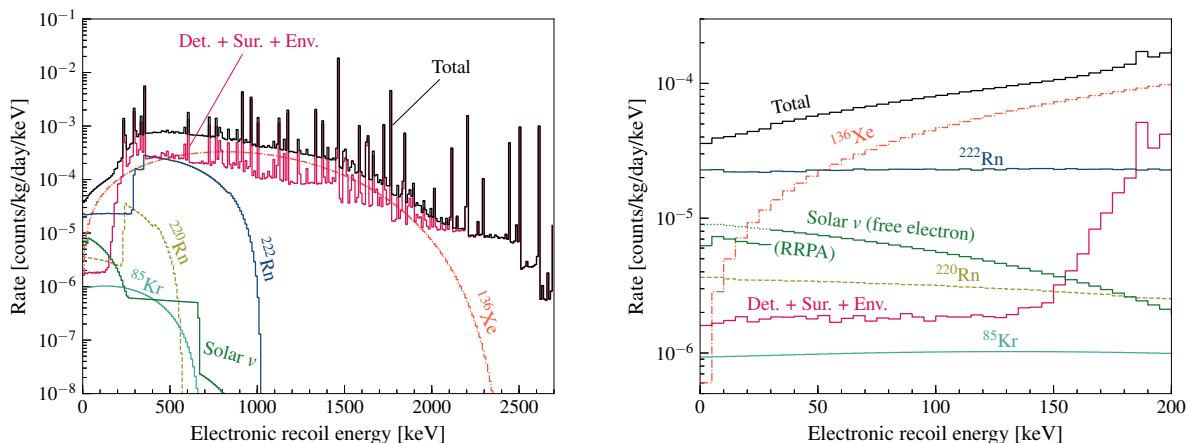 10⁻¹
10⁻²
10⁻³
10⁻⁴
10⁻⁵
10⁻⁶
10⁻⁷
10⁻⁸
Rate [counts/kg/day/keV]
Det. + Sur. + Env.
Total
²²⁰Rn
²²²Rn
⁸⁵Kr
¹³⁶Xe
Solar ν
0 500 1000 1500 2000 2500
Electronic recoil energy [keV]
10⁻⁴
10⁻⁵
10⁻⁶
Rate [counts/kg/day/keV]
Total
¹³⁶Xe
²²²Rn
Solar ν (free electron)
(RRPA)
²²⁰Rn
Det. + Sur. + Env.
⁸⁵Kr
0 50 100 150 200
Electronic recoil energy [keV]